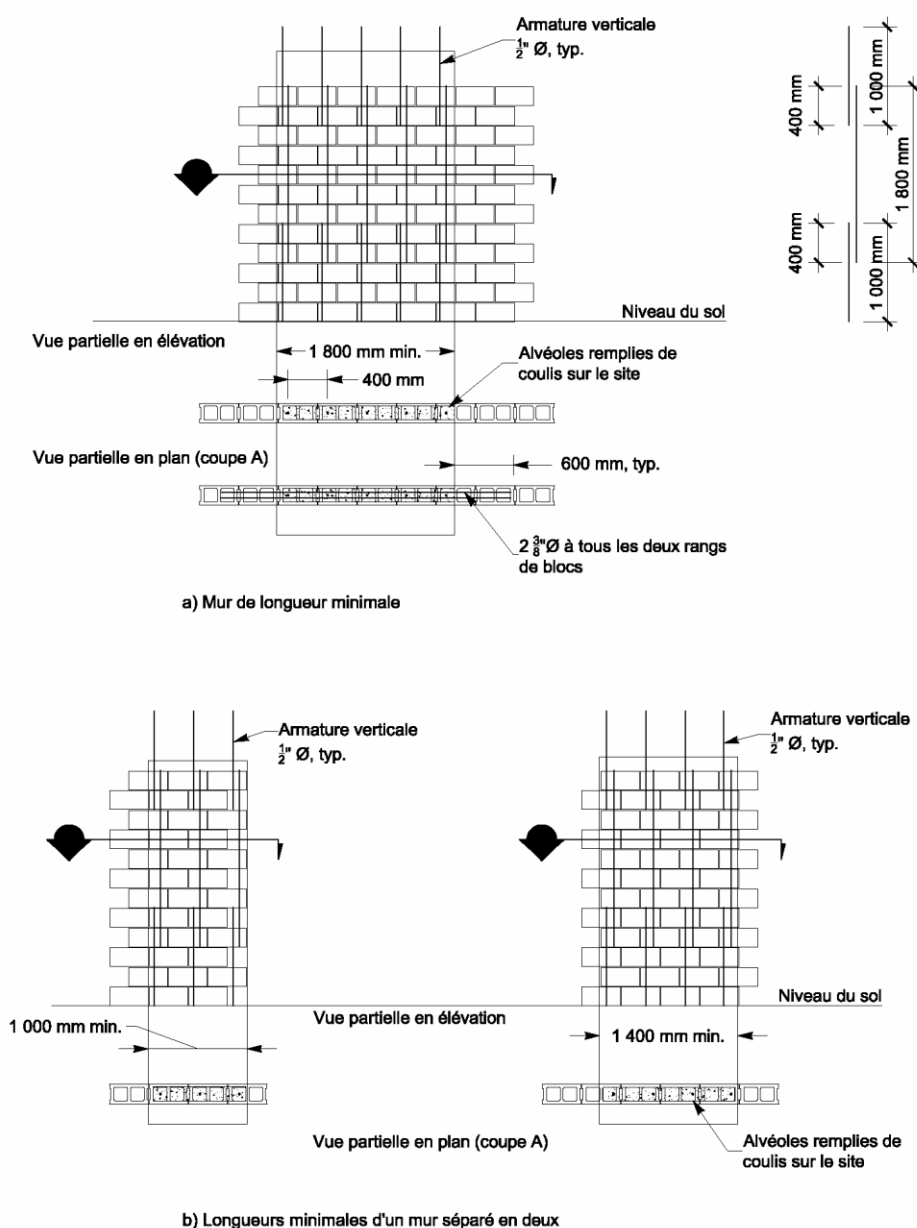 Armature verticale
½" Ø, typ.
400 mm
1 000 mm
1 800 mm
400 mm
1 000 mm
Niveau du sol
Vue partielle en élévation
1 800 mm min.
Alvéoles remplies de
coulis sur le site
400 mm
Vue partielle en plan (coupe A)
600 mm, typ.
2 ⅜"Ø à tous les deux rangs
de blocs
a) Mur de longueur minimale
Armature verticale
½" Ø, typ.
Armature verticale
½" Ø, typ.
Niveau du sol
Vue partielle en élévation
1 000 mm min.
1 400 mm min.
Vue partielle en plan (coupe A)
Alvéoles remplies de
coulis sur le site
b) Longueurs minimales d'un mur séparé en deux